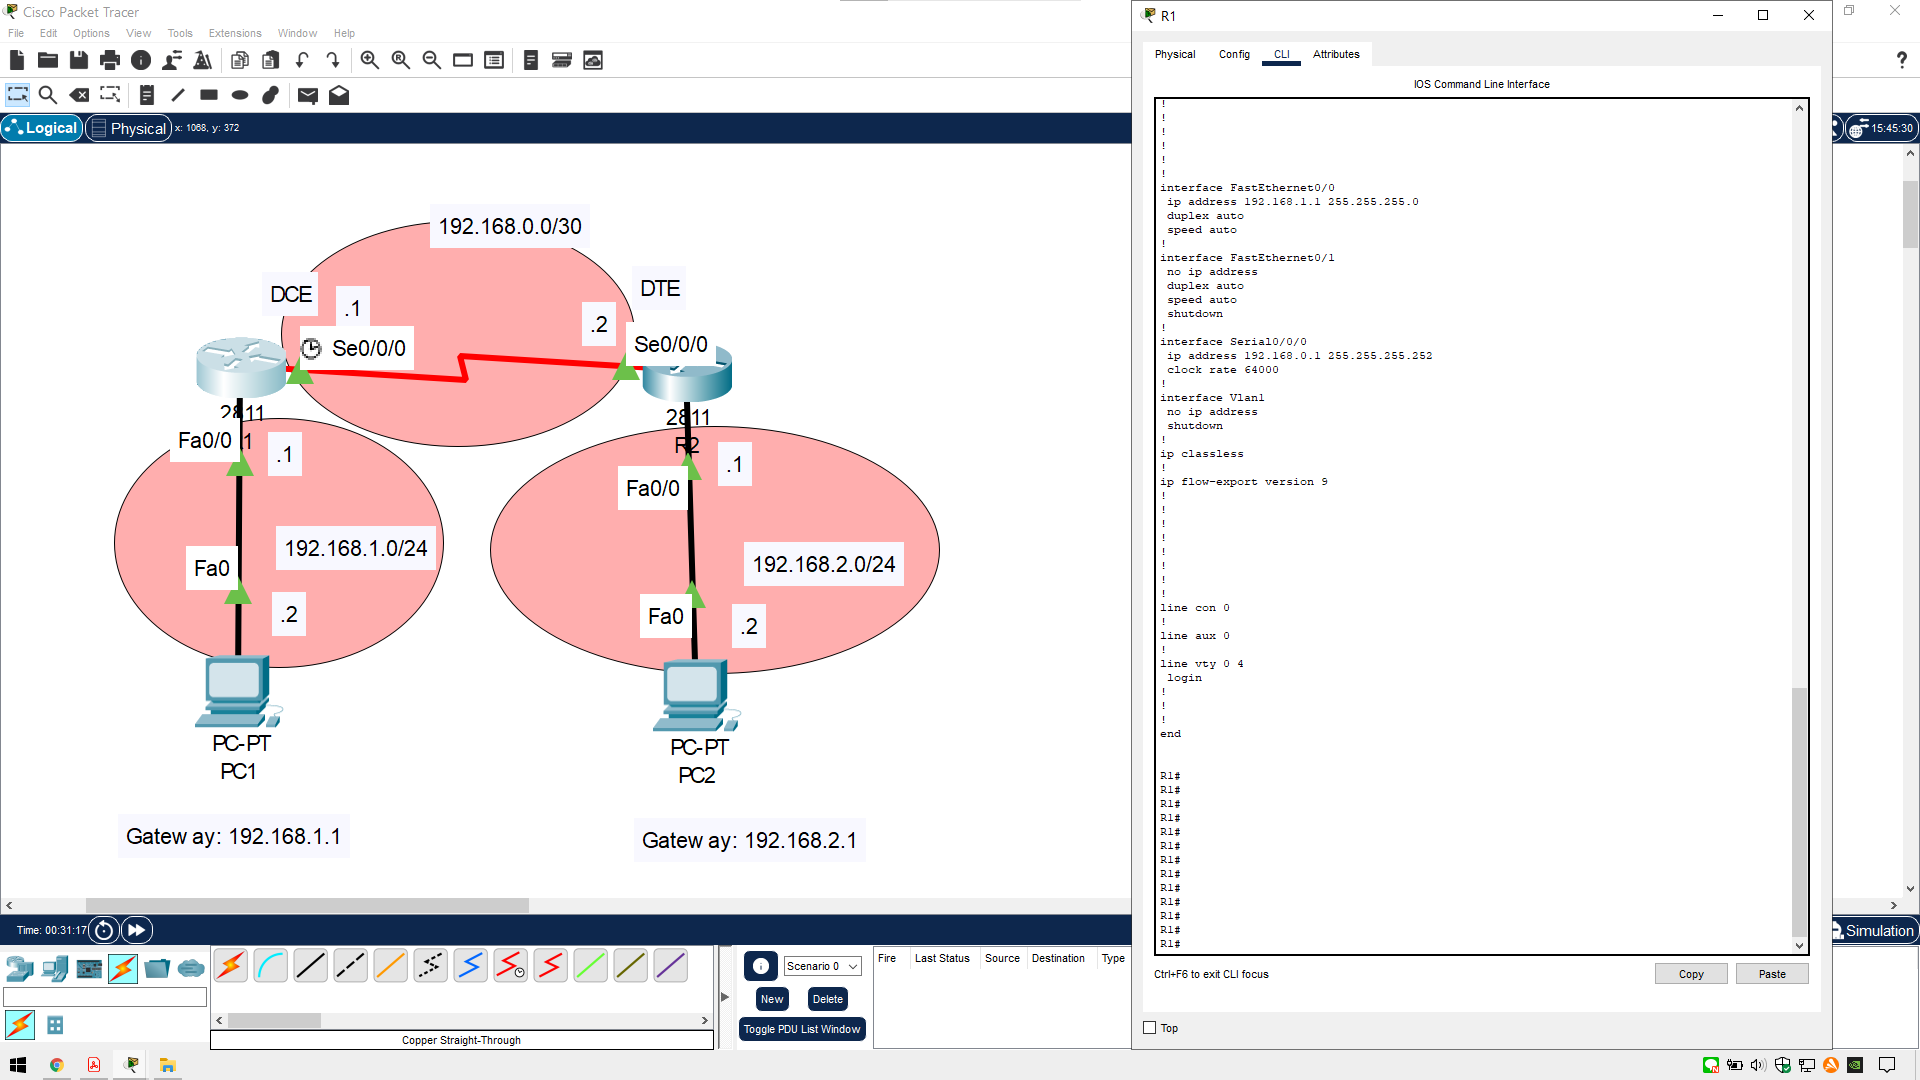 Cisco Packet Tracer
File Edit Options View Tools Extensions Window Help
Logical Physical x: 1068, y: 372
15:45:30
192.168.0.0/30
DCE
.1
Se0/0/0
DTE
.2
Se0/0/0
2811
Fa0/0
1
.1
192.168.1.0/24
Fa0
.2
PC-PT
PC1
Gatew ay: 192.168.1.1
2811
R2
.1
Fa0/0
192.168.2.0/24
Fa0
.2
PC-PT
PC2
Gatew ay: 192.168.2.1
Time: 00:31:17
Simulation
Copper Straight-Through
Scenario 0
New Delete
Toggle PDU List Window
Fire Last Status Source Destination Type
R1
Physical Config CLI Attributes
IOS Command Line Interface
!
!
!
!
!
!
interface FastEthernet0/0
ip address 192.168.1.1 255.255.255.0
duplex auto
speed auto
!
interface FastEthernet0/1
no ip address
duplex auto
speed auto
shutdown
!
interface Serial0/0/0
ip address 192.168.0.1 255.255.255.252
clock rate 64000
!
interface Vlan1
no ip address
shutdown
!
ip classless
!
ip flow-export version 9
!
!
!
!
!
!
!
!
line con 0
!
line aux 0
!
line vty 0 4
login
!
!
!
end
R1#
R1#
R1#
R1#
R1#
R1#
R1#
R1#
R1#
R1#
R1#
R1#
R1#
Ctrl+F6 to exit CLI focus
Copy
Paste
Top